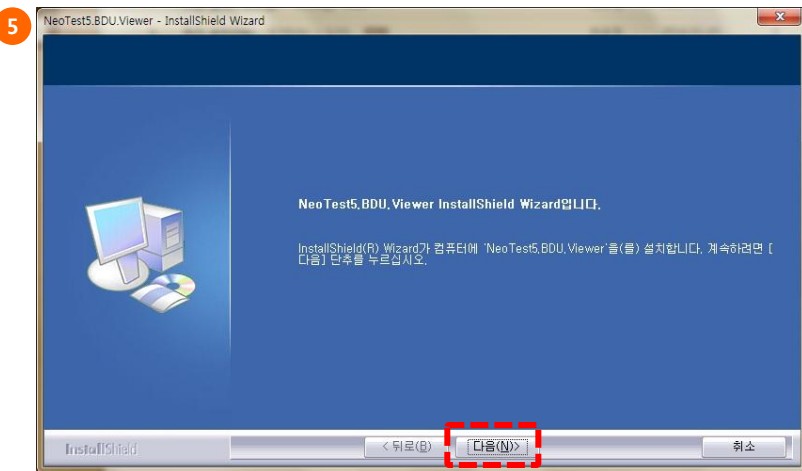 5
NeoTest5.BDU.Viewer - InstallShield Wizard
NeoTest5.BDU.Viewer InstallShield Wizard입니다.
InstallShield(R) Wizard가 컴퓨터에 'NeoTest5.BDU.Viewer'을(를) 설치합니다. 계속하려면 [
다음] 단추를 누르십시오.
InstallShield
< 뒤로(B)
다음(N)>
취소